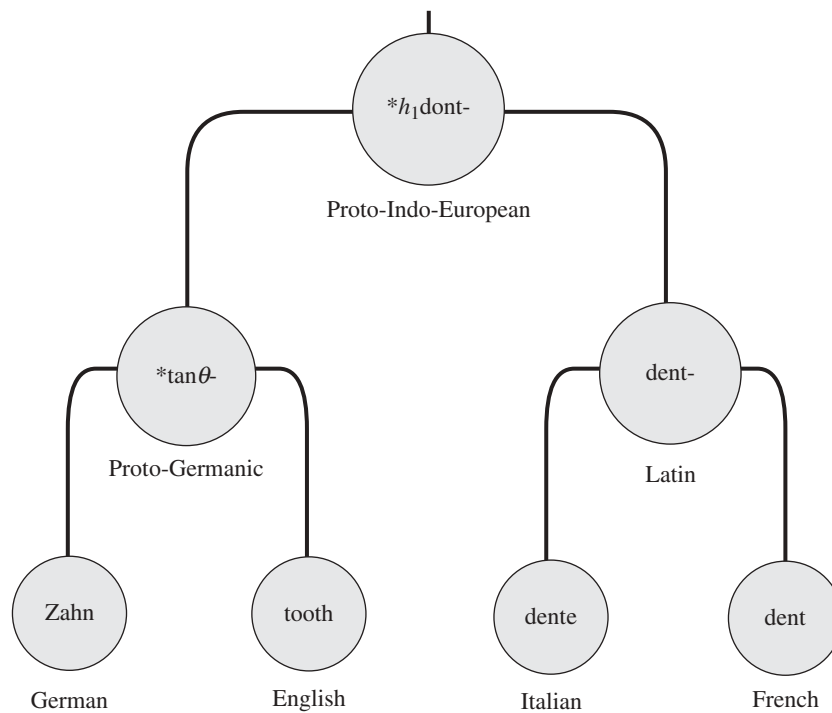 *h₁dont-
Proto-Indo-European
*tanθ-
dent-
Proto-Germanic
Latin
Zahn
tooth
dente
dent
German
English
Italian
French